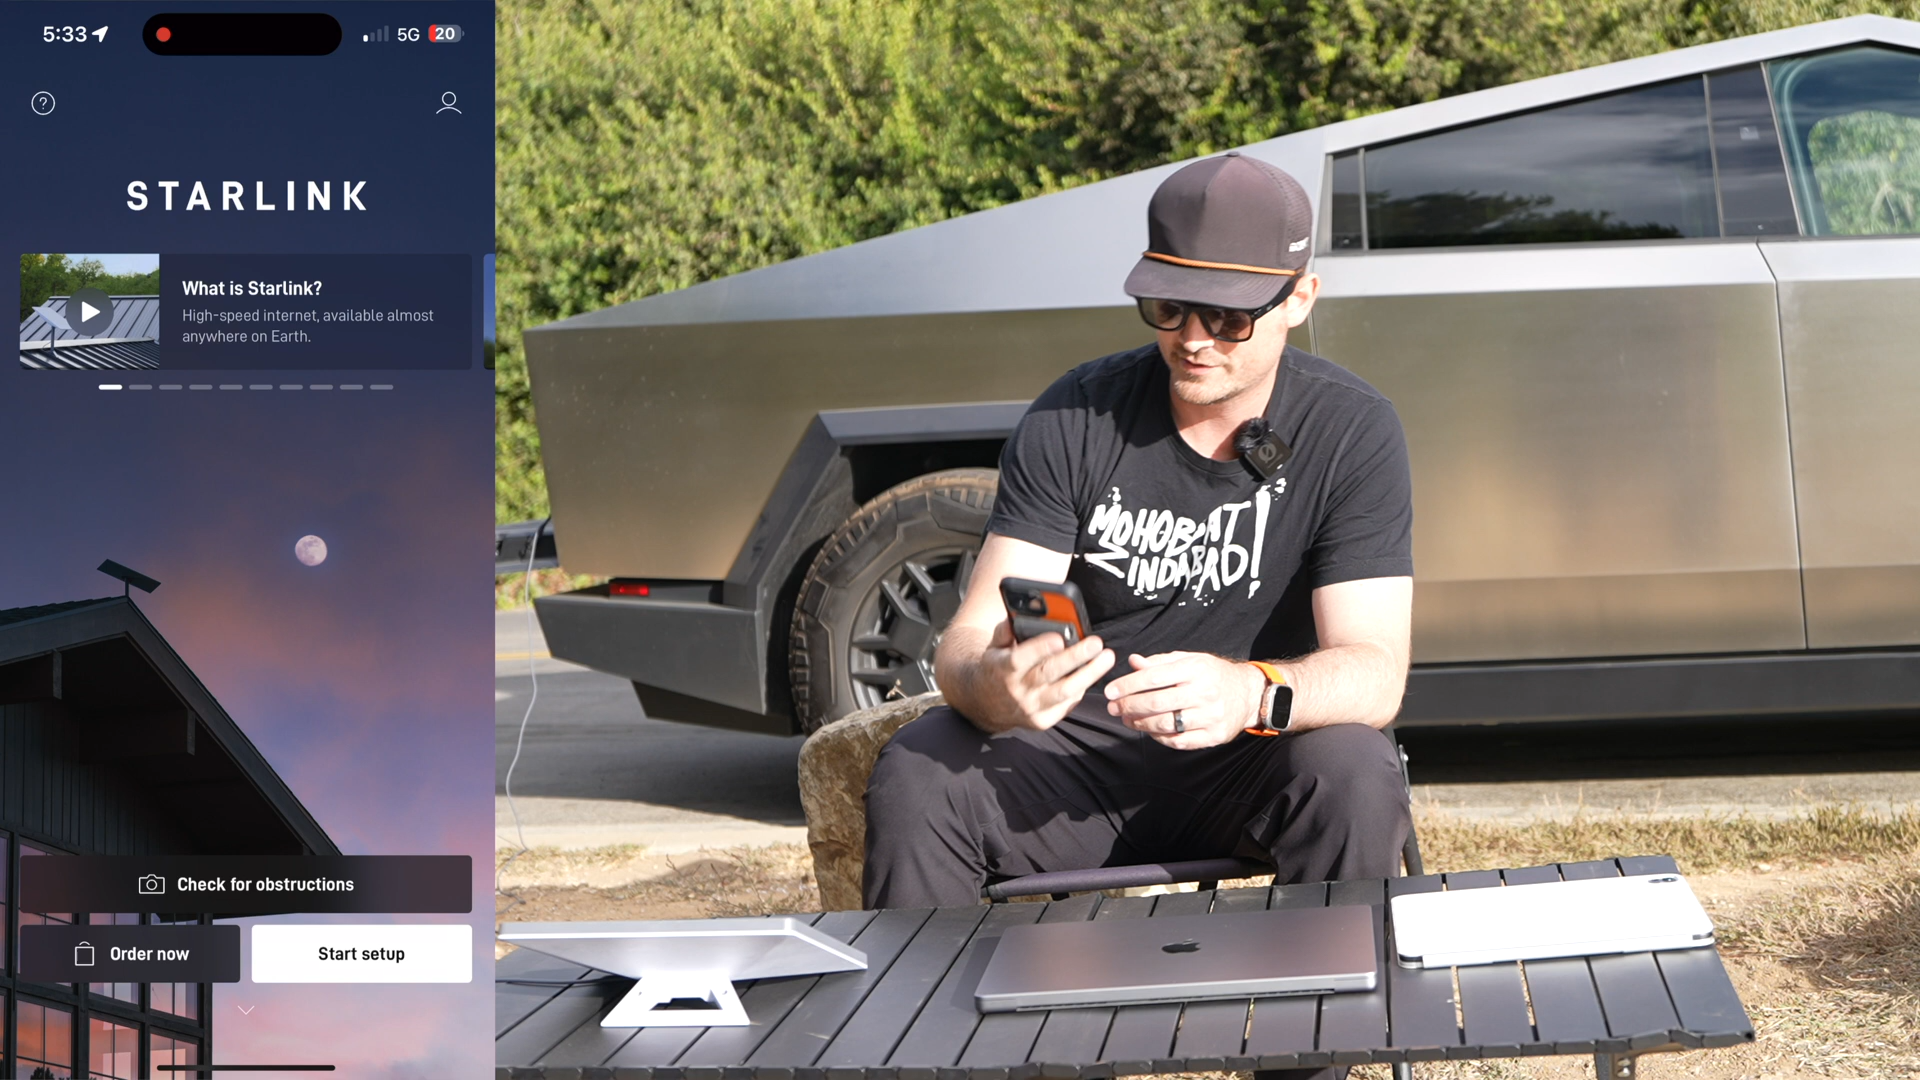 5:33
5G
20
?
STARLINK
What is Starlink?
High-speed internet, available almost
anywhere on Earth.
Check for obstructions
Order now
Start setup
MOHOBBAT
ZINDABAD!